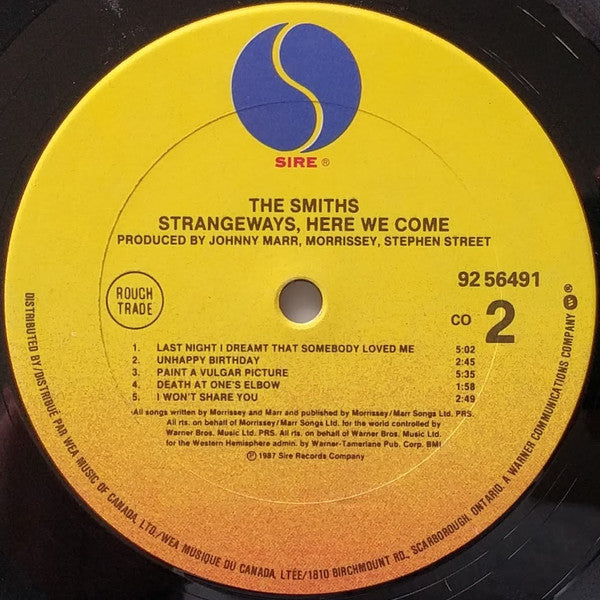 SIRE ®
THE SMITHS
STRANGEWAYS, HERE WE COME
PRODUCED BY JOHNNY MARR, MORRISSEY, STEPHEN STREET
ROUGH
TRADE
92 56491
CO 2
1. LAST NIGHT I DREAMT THAT SOMEBODY LOVED ME 5:02
2. UNHAPPY BIRTHDAY 2:45
3. PAINT A VULGAR PICTURE 5:35
4. DEATH AT ONE'S ELBOW 1:58
5. I WON'T SHARE YOU 2:49
All songs written by Morrissey and Marr and published by Morrissey/Marr Songs Ltd. PRS.
All rts. on behalf of Morrissey/Marr Songs Ltd. for the world controlled by
Warner Bros. Music Ltd. PRS. All rts. on behalf of Warner Bros. Music Ltd.
for the Western Hemisphere admin. by Warner-Tamerlane Pub. Corp. BMI
℗ 1987 Sire Records Company
DISTRIBUTED BY/DISTRIBUÉ PAR WEA MUSIC OF CANADA, LTD./WEA MUSIQUE DU CANADA, LTÉE/1810 BIRCHMOUNT RD., SCARBOROUGH, ONTARIO. A WARNER COMMUNICATIONS COMPANY ®